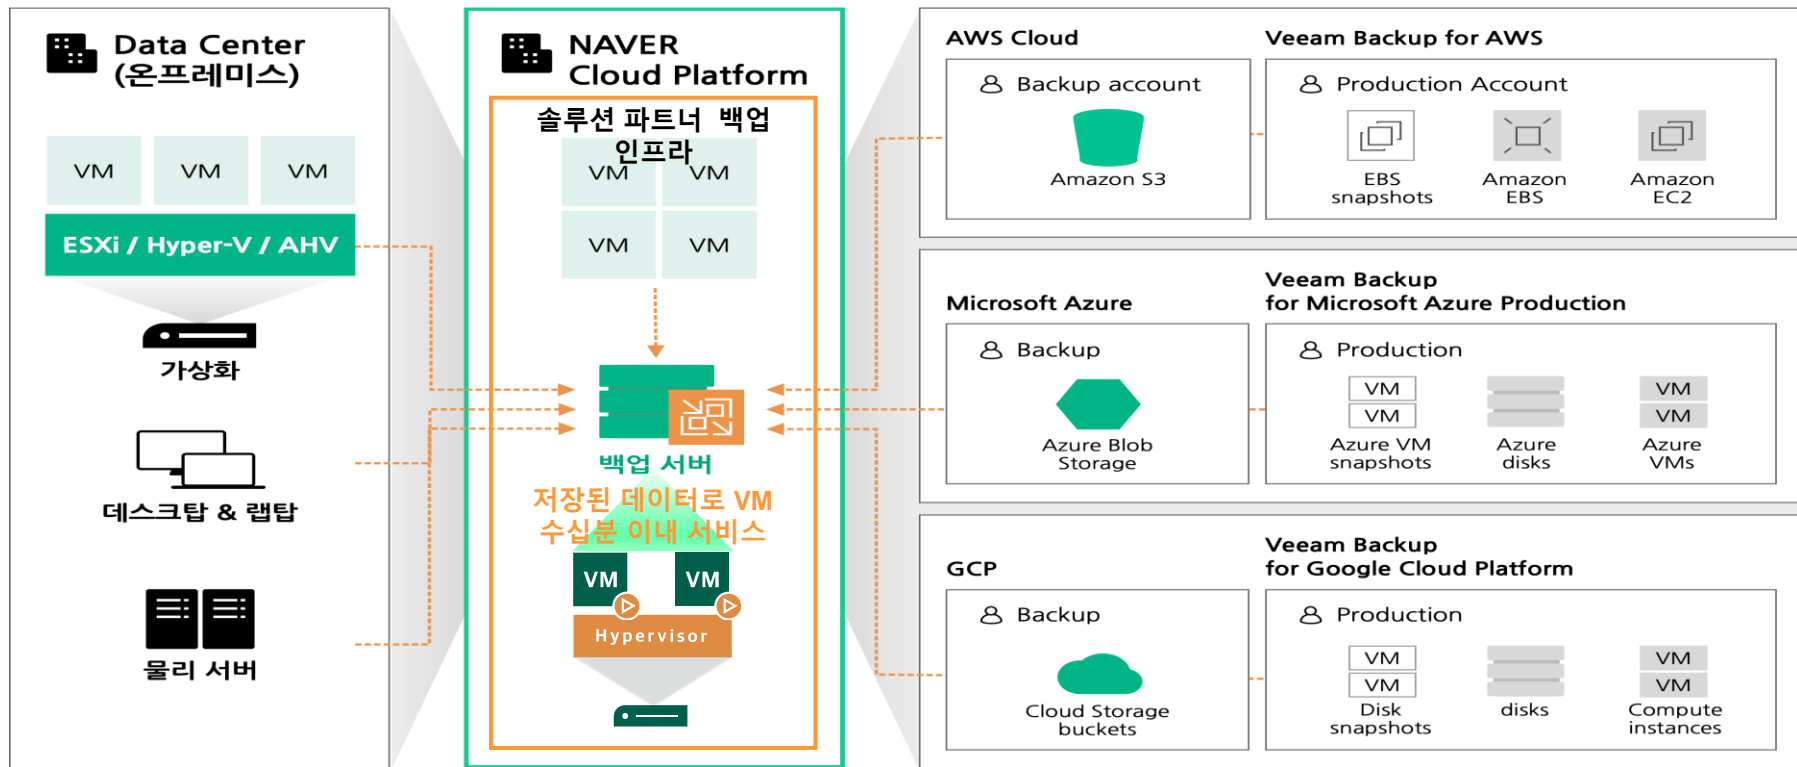 Data Center
(온프레미스)
VM
VM
VM
ESXi / Hyper-V / AHV
가상화
데스크탑 & 랩탑
물리 서버
NAVER
Cloud Platform
솔루션 파트너 백업
인프라
VM
VM
VM
VM
백업 서버
저장된 데이터로 VM
수십분 이내 서비스
VM
VM
Hypervisor
AWS Cloud
Backup account
Amazon S3
Veeam Backup for AWS
Production Account
EBS
snapshots
Amazon
EBS
Amazon
EC2
Microsoft Azure
Backup
Azure Blob
Storage
Veeam Backup
for Microsoft Azure Production
Production
VM
VM
Azure VM
snapshots
Azure
disks
VM
VM
Azure
VMs
GCP
Backup
Cloud Storage
buckets
Veeam Backup
for Google Cloud Platform
Production
VM
VM
Disk
snapshots
disks
VM
VM
Compute
instances